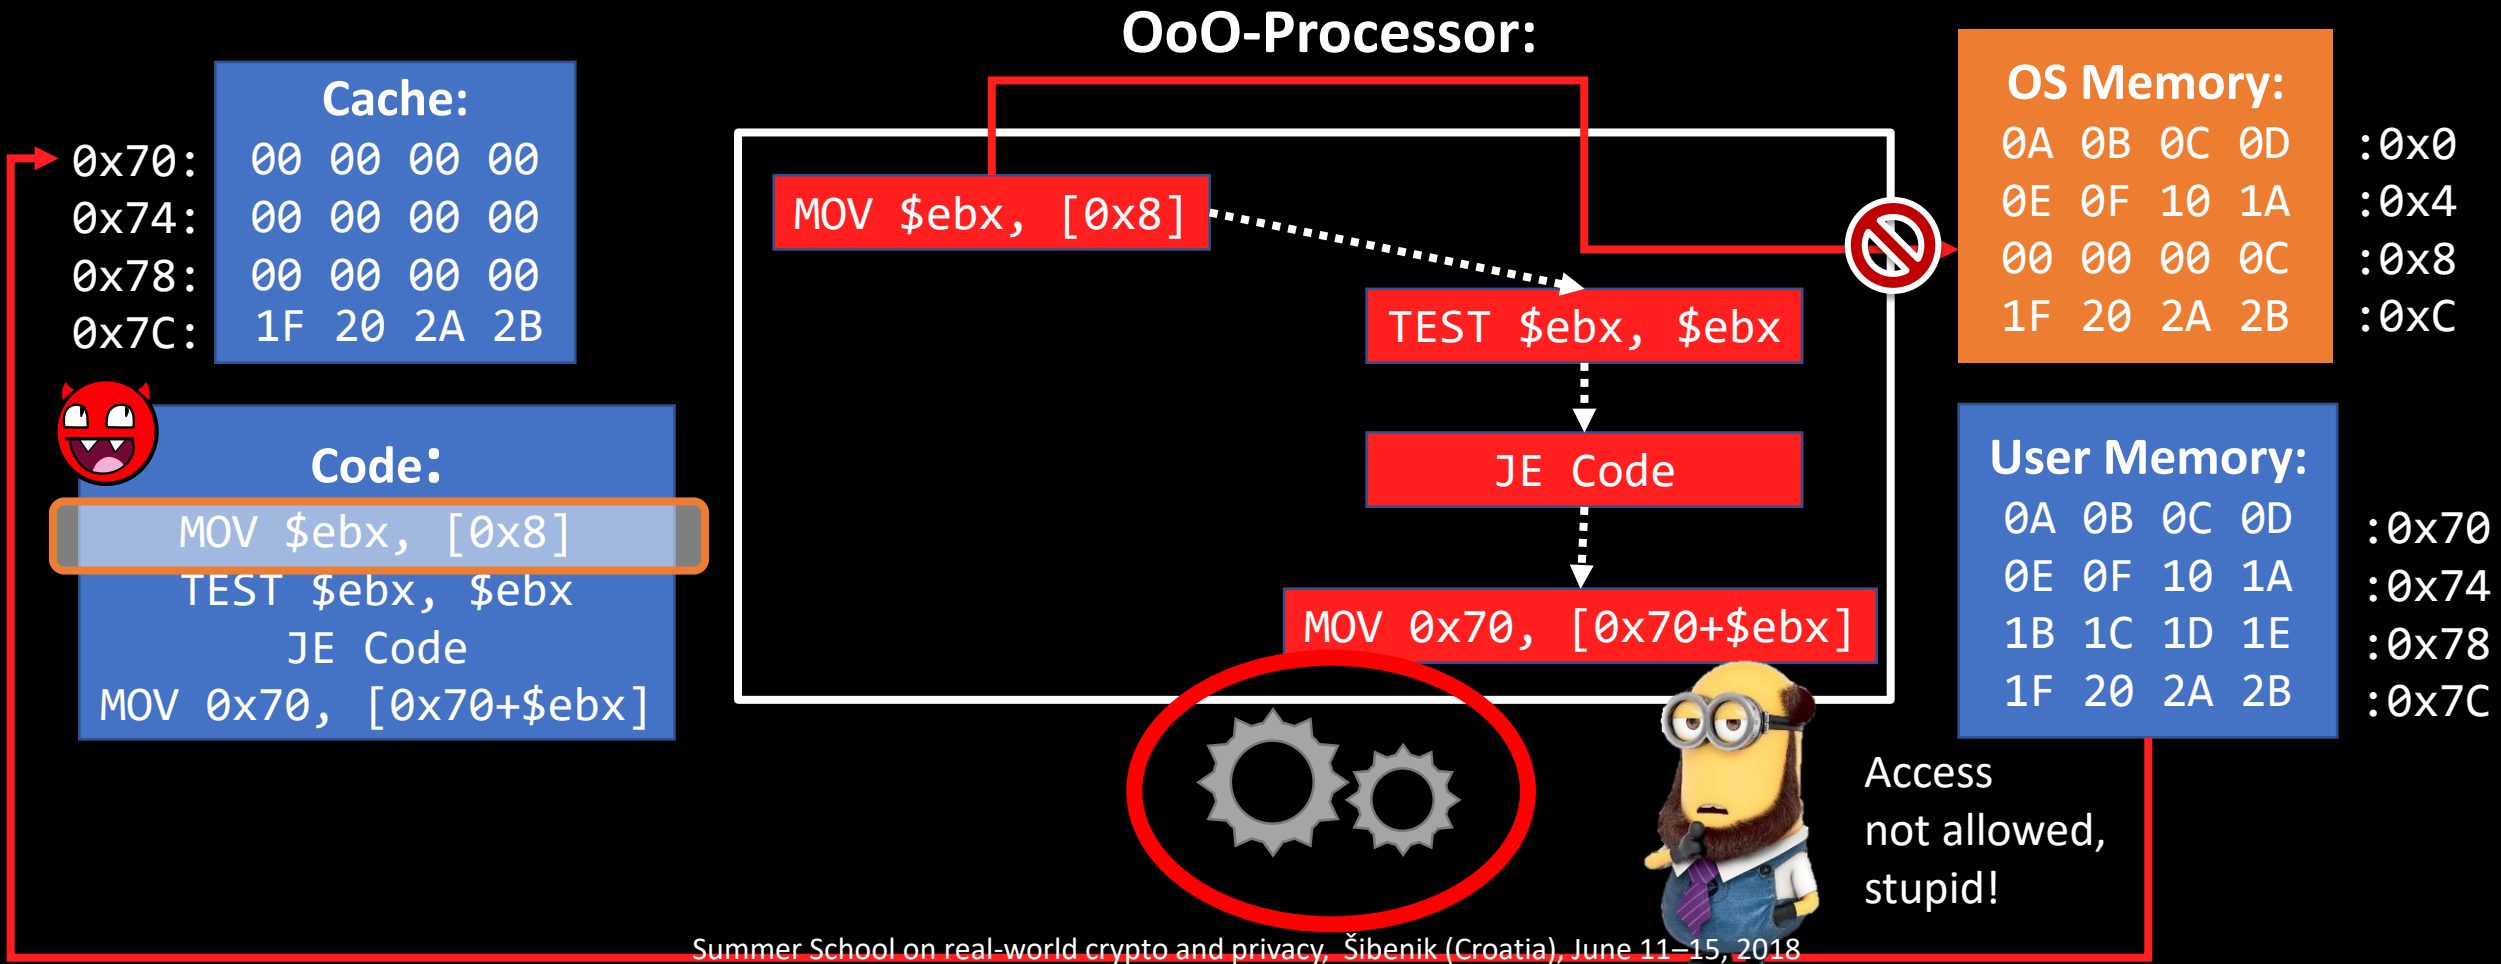 OoO-Processor:
Cache:
0x70: 00 00 00 00
0x74: 00 00 00 00
0x78: 00 00 00 00
0x7C: 1F 20 2A 2B
Code:
MOV $ebx, [0x8]
TEST $ebx, $ebx
JE Code
MOV 0x70, [0x70+$ebx]
MOV $ebx, [0x8]
TEST $ebx, $ebx
JE Code
MOV 0x70, [0x70+$ebx]
OS Memory:
0A 0B 0C 0D :0x0
0E 0F 10 1A :0x4
00 00 00 0C :0x8
1F 20 2A 2B :0xC
User Memory:
0A 0B 0C 0D :0x70
0E 0F 10 1A :0x74
1B 1C 1D 1E :0x78
1F 20 2A 2B :0x7C
Access
not allowed,
stupid!
Summer School on real-world crypto and privacy, Šibenik (Croatia), June 11–15, 2018